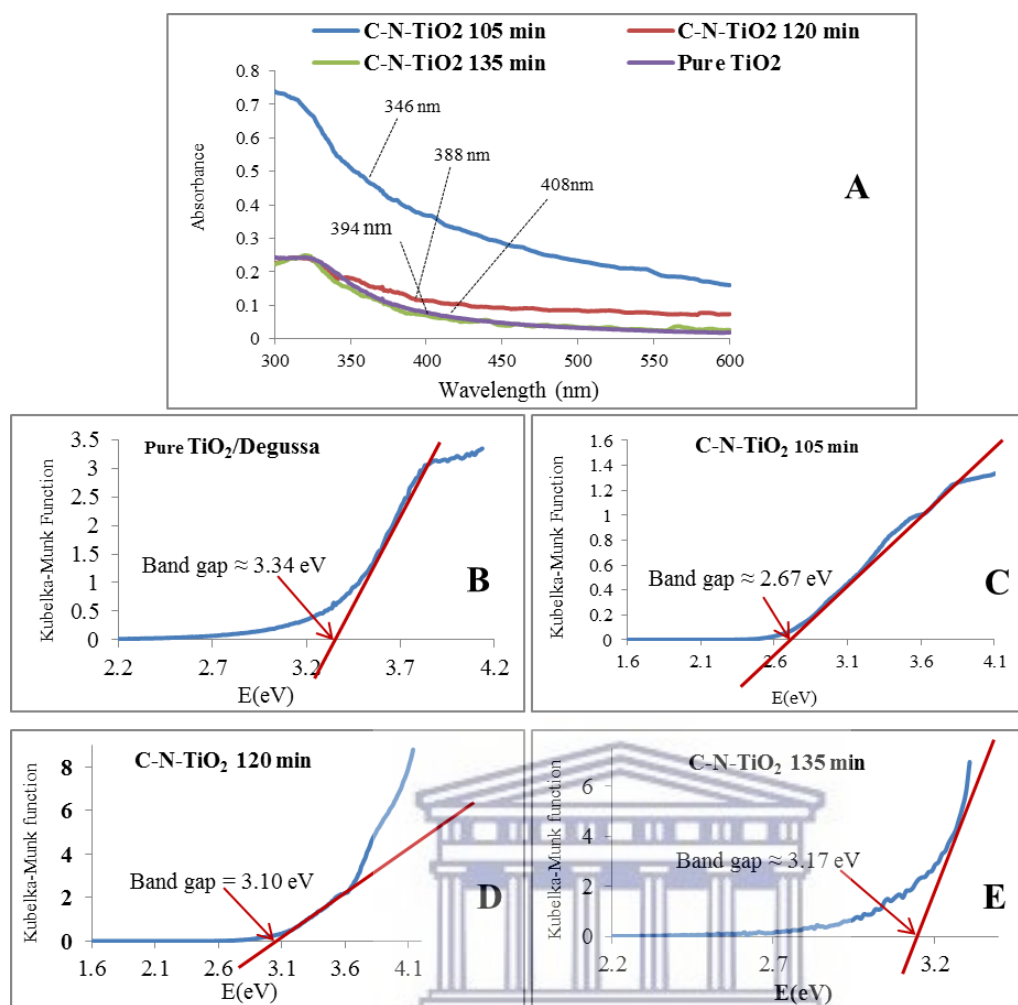 C-N-TiO2 105 min C-N-TiO2 120 min
C-N-TiO2 135 min Pure TiO2
0.8
0.7
0.6
0.5
0.4
0.3
0.2
0.1
0
Absorbance
346 nm
388 nm
408nm
394 nm
A
300 350 400 450 500 550 600
Wavelength (nm)
Pure TiO₂/Degussa
3.5
3
2.5
2
1.5
1
0.5
0
Kubelka-Munk Function
Band gap ≈ 3.34 eV
B
2.2 2.7 3.2 3.7 4.2
E(eV)
C-N-TiO₂ 105 min
1.6
1.4
1.2
1
0.8
0.6
0.4
0.2
0
Kubelka-Munk Function
Band gap ≈ 2.67 eV
C
1.6 2.1 2.6 3.1 3.6 4.1
E(eV)
C-N-TiO₂ 120 min
8
6
4
2
0
Kubelka-Munk function
Band gap = 3.10 eV
D
1.6 2.1 2.6 3.1 3.6 4.1
E(eV)
C-N-TiO₂ 135 min
6
4
2
0
Kubelka-Munk function
Band gap ≈ 3.17 eV
E
2.2 2.7 3.2
E(eV)